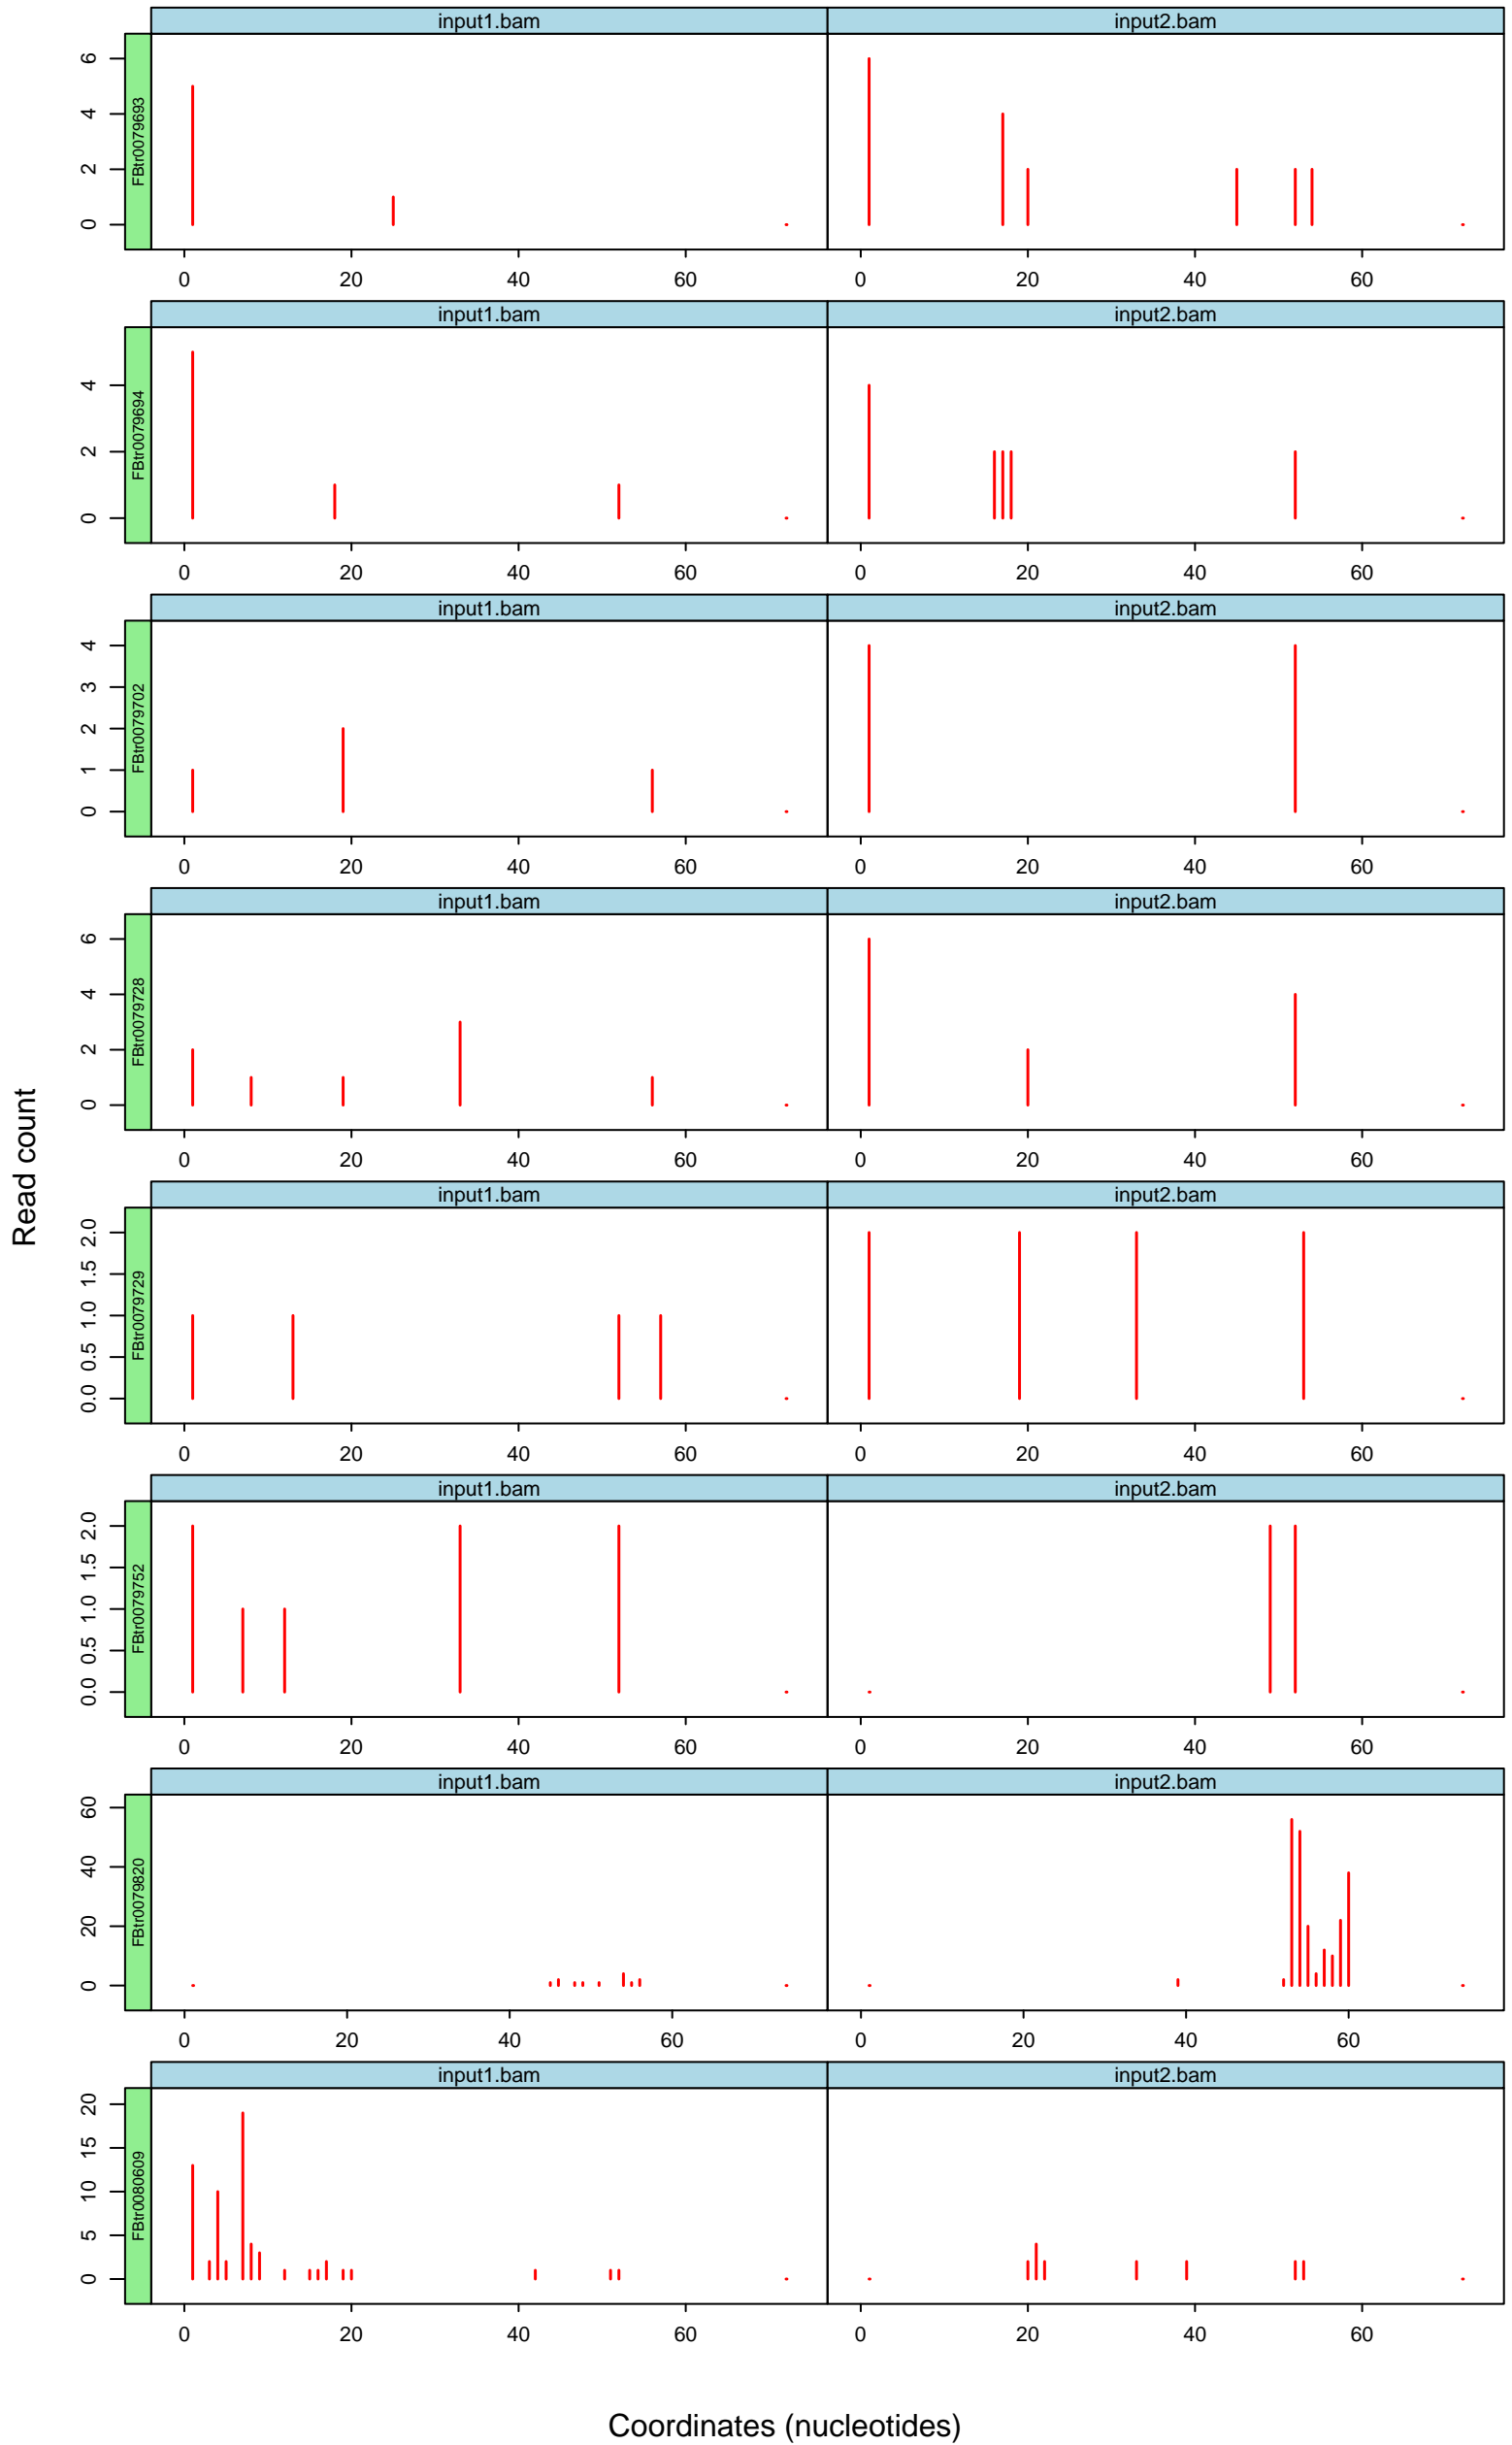 input1.bam input2.bam
FBtr0079693
0 2 4 6
0 20 40 60 0 20 40 60
input1.bam input2.bam
FBtr0079694
0 2 4
0 20 40 60 0 20 40 60
input1.bam input2.bam
FBtr0079702
0 1 2 3 4
0 20 40 60 0 20 40 60
input1.bam input2.bam
FBtr0079728
0 2 4 6
0 20 40 60 0 20 40 60
Read count
input1.bam input2.bam
FBtr0079729
0.0 0.5 1.0 1.5 2.0
0 20 40 60 0 20 40 60
input1.bam input2.bam
FBtr0079752
0.0 0.5 1.0 1.5 2.0
0 20 40 60 0 20 40 60
input1.bam input2.bam
FBtr0079820
0 20 40 60
0 20 40 60 0 20 40 60
input1.bam input2.bam
FBtr0080609
0 5 10 15 20
0 20 40 60 0 20 40 60
Coordinates (nucleotides)